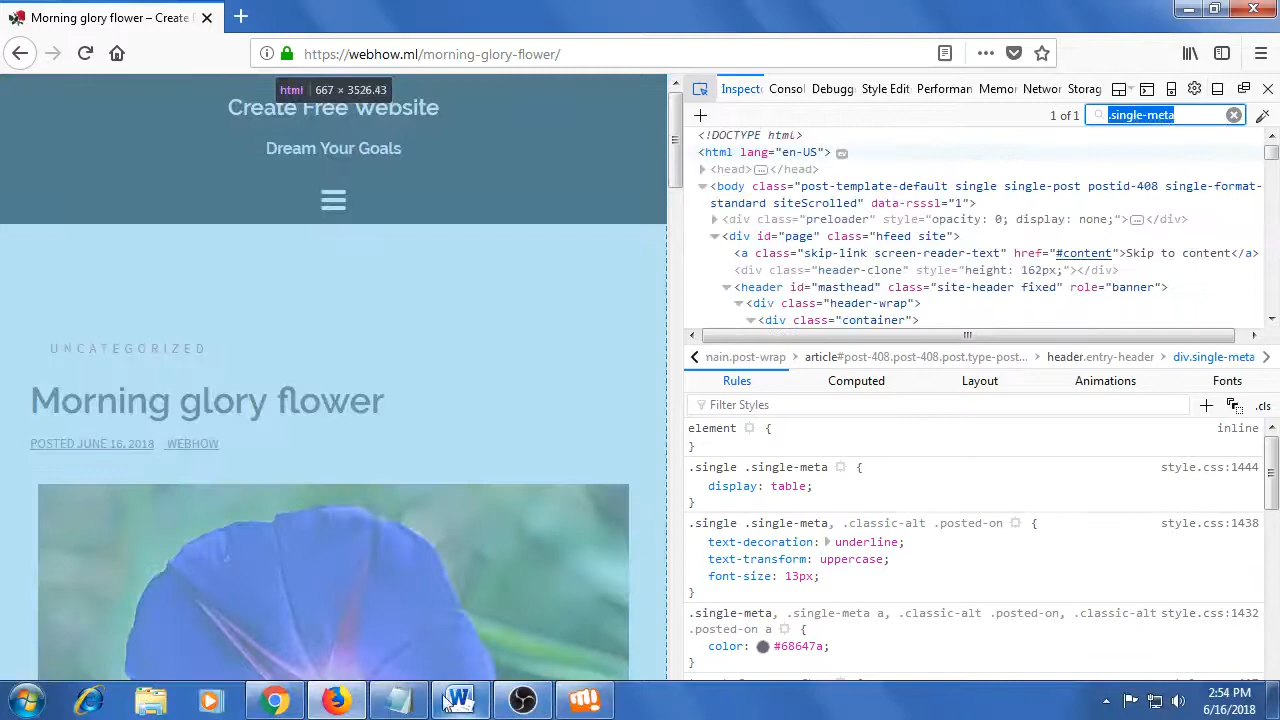 Morning glory flower – Create F
https://webhow.ml/morning-glory-flower/
html 667 × 3526.43
Create Free Website
Dream Your Goals
UNCATEGORIZED
Morning glory flower
POSTED JUNE 16, 2018 WEBHOW
Inspecto Consol Debugg Style Edit Performan Memor Networ Storag
1 of 1 .single-meta
<!DOCTYPE html>
<html lang="en-US"> ev
<head>…</head>
<body class="post-template-default single single-post postid-408 single-format-
standard siteScrolled" data-rsssl="1">
<div class="preloader" style="opacity: 0; display: none;">…</div>
<div id="page" class="hfeed site">
<a class="skip-link screen-reader-text" href="#content">Skip to content</a>
<div class="header-clone" style="height: 162px;"></div>
<header id="masthead" class="site-header fixed" role="banner">
<div class="header-wrap">
<div class="container">
nain.post-wrap article#post-408.post-408.post.type-post... header.entry-header div.single-meta
Rules Computed Layout Animations Fonts
Filter Styles .cls
element { inline
}
.single .single-meta { style.css:1444
display: table;
}
.single .single-meta, .classic-alt .posted-on { style.css:1438
text-decoration: underline;
text-transform: uppercase;
font-size: 13px;
}
.single-meta, .single-meta a, .classic-alt .posted-on, .classic-alt style.css:1432
.posted-on a {
color: #68647a;
}
2:54 PM
6/16/2018